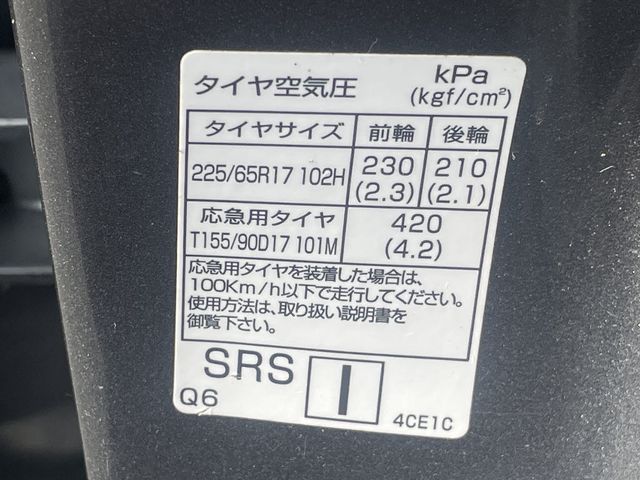 タイヤ空気圧 kPa
(kgf/cm²)
タイヤサイズ 前輪 後輪
225/65R17 102H 230 (2.3) 210 (2.1)
応急用タイヤ
T155/90D17 101M 420 (4.2)
応急用タイヤを装着した場合は、
100Km/h以下で走行してください。
使用方法は、取り扱い説明書を
御覧下さい。
SRS I
Q6 4CE1C